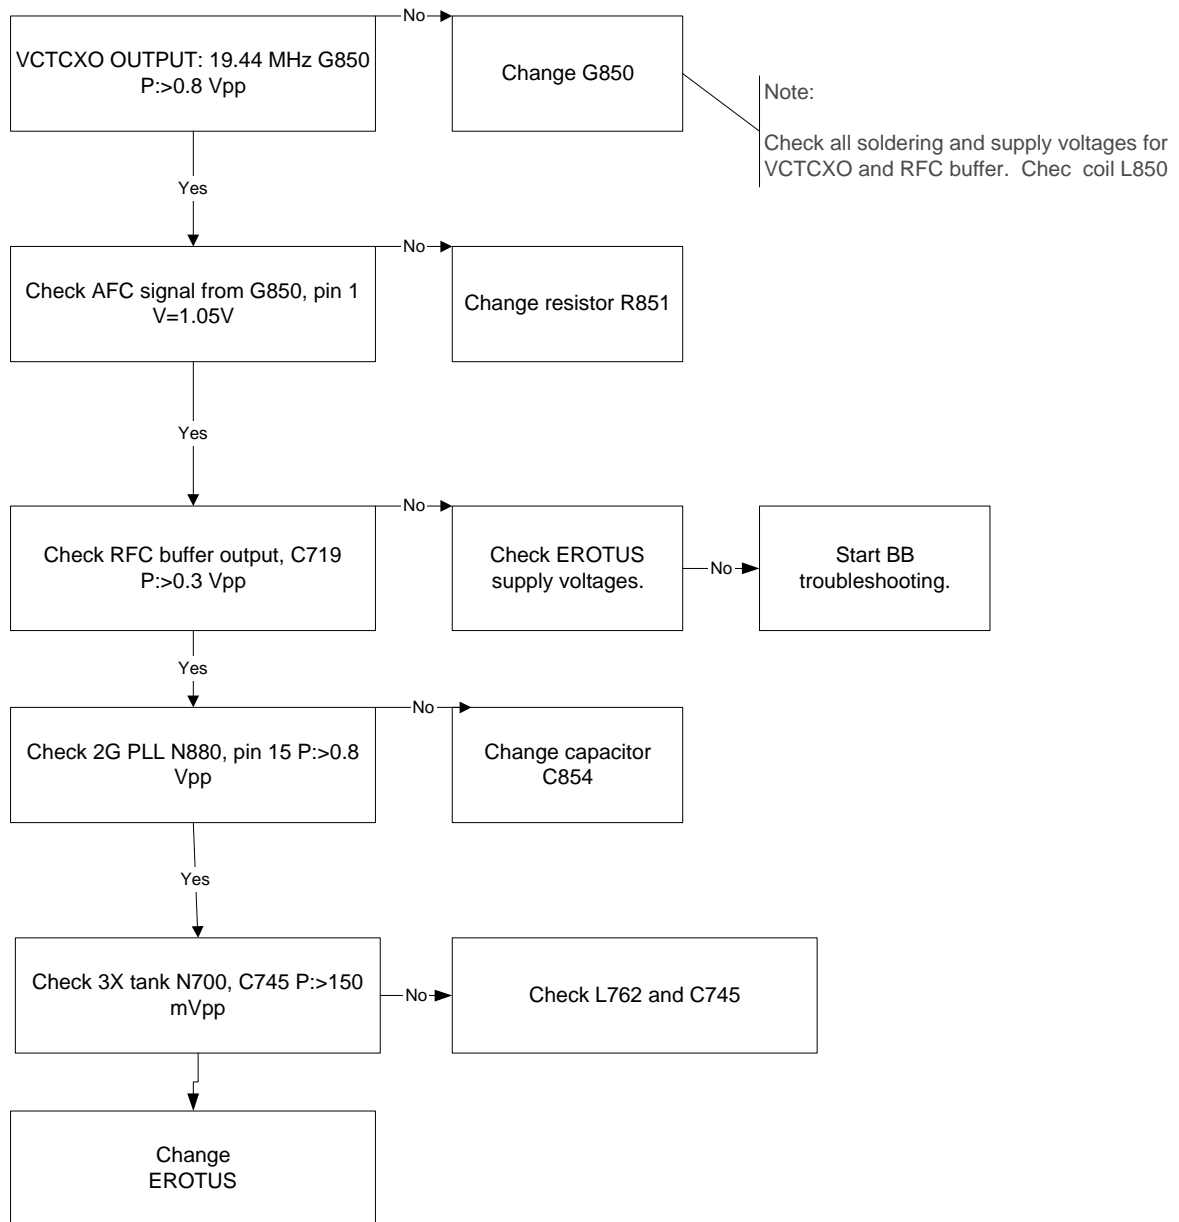 No
VCTCXO OUTPUT: 19.44 MHz G850
P:>0.8 Vpp
Change G850
Note:
Check all soldering and supply voltages for
VCTCXO and RFC buffer.  Chec  coil L850
Yes
No
Check AFC signal from G850, pin 1
V=1.05V
Change resistor R851
Yes
No
Check RFC buffer output, C719
P:>0.3 Vpp
Check EROTUS
supply voltages.
No
Start BB
troubleshooting.
Yes
No
Check 2G PLL N880, pin 15 P:>0.8
Vpp
Change capacitor
C854
Yes
Check 3X tank N700, C745 P:>150
mVpp
No
Check L762 and C745
Change
EROTUS